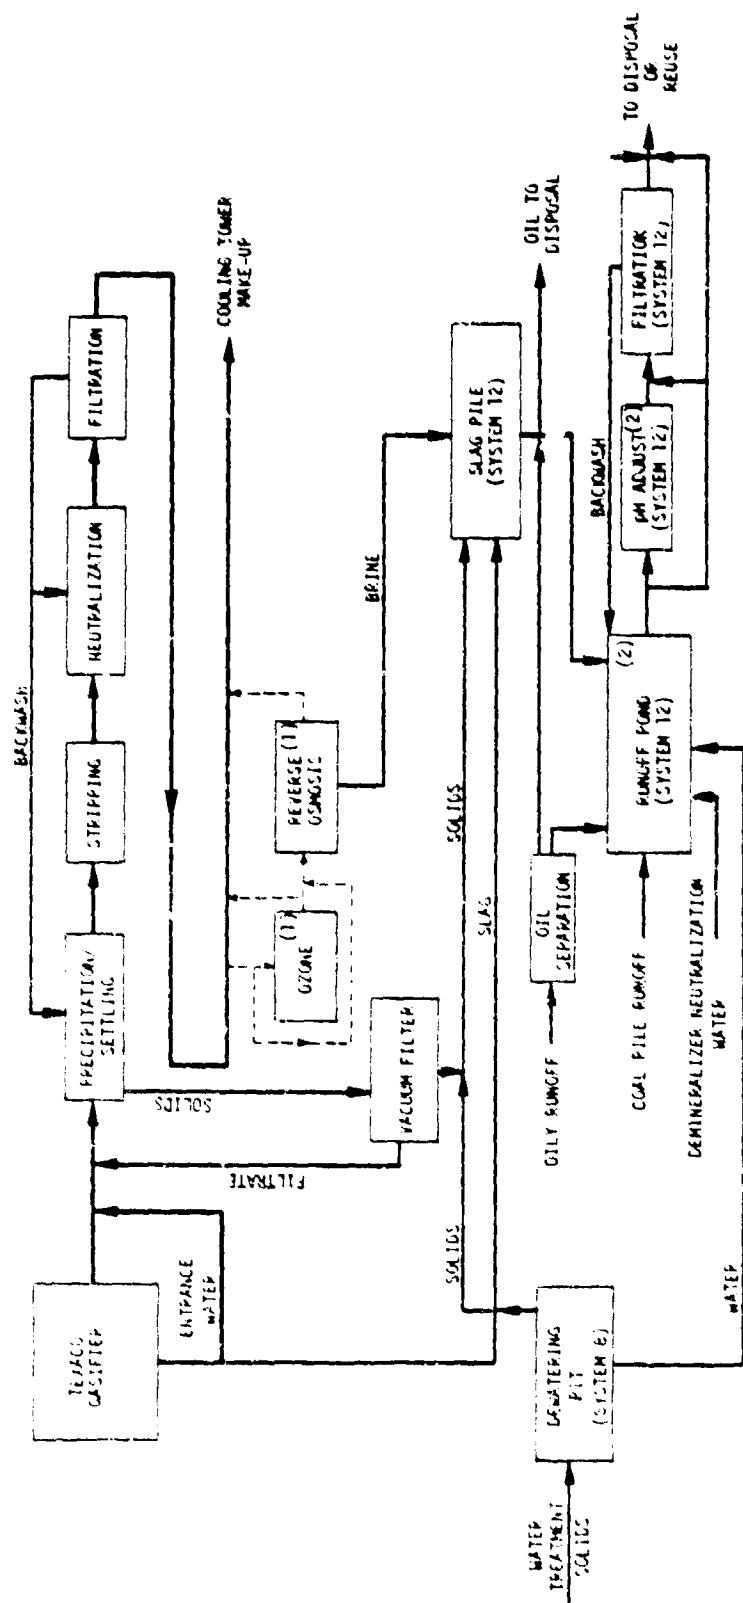 TEXACO
GASIFIER
ENTRANCE
WATER
PRECIPITATION/
SETTLING
STRIPPING
NEUTRALIZATION
FILTRATION
BACKWASH
COOLING TOWER
MAKE-UP
SOLIDS
FILTRATE
VACUUM FILTER
OZONE
(1)
REVERSE (1)
OSMOSIS
BRINE
SOLIDS
SOLIDS
SLAG
SLAG PILE
(SYSTEM 12)
OIL TO
DISPOSAL
WATER
TREATMENT
SOLIDS
DEWATERING
PIT
(SYSTEM 8)
WATER
OILY RUNOFF
OIL
SEPARATION
COAL PILE RUNOFF
DEMINERALIZER NEUTRALIZATION
WATER
RUNOFF POND
(SYSTEM 12)
(2)
BACKWASH
PH ADJUST(2)
(SYSTEM 12)
FILTRATION
(SYSTEM 12)
TO DISPOSAL
OR
REUSE